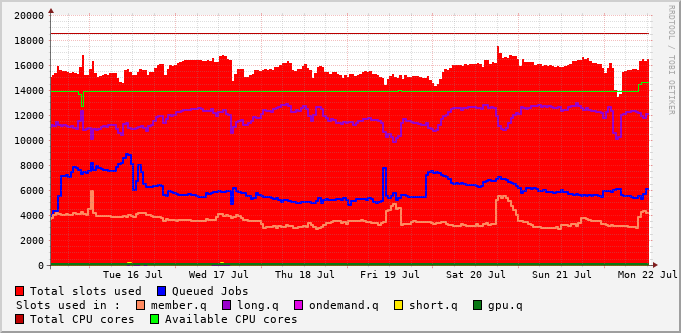 20000
18000
16000
14000
12000
10000
8000
6000
4000
2000
0
Tue 16 Jul Wed 17 Jul Thu 18 Jul Fri 19 Jul Sat 20 Jul Sun 21 Jul Mon 22 Jul
RRDTOOL / TOBI OETIKER
Total slots used Queued Jobs
Slots used in : member.q long.q ondemand.q short.q gpu.q
Total CPU cores Available CPU cores